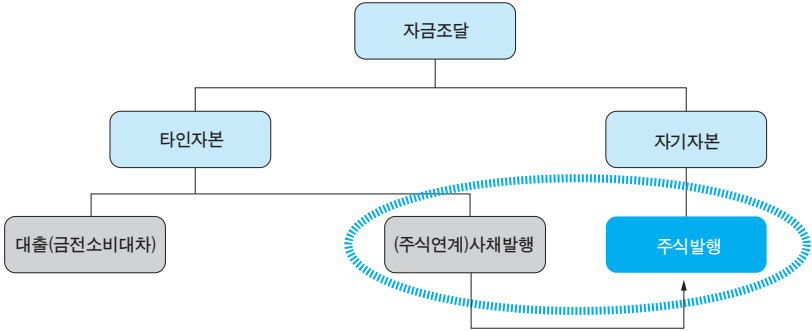 자금조달
타인자본
자기자본
대출(금전소비대차)
(주식연계)사채발행
주식발행